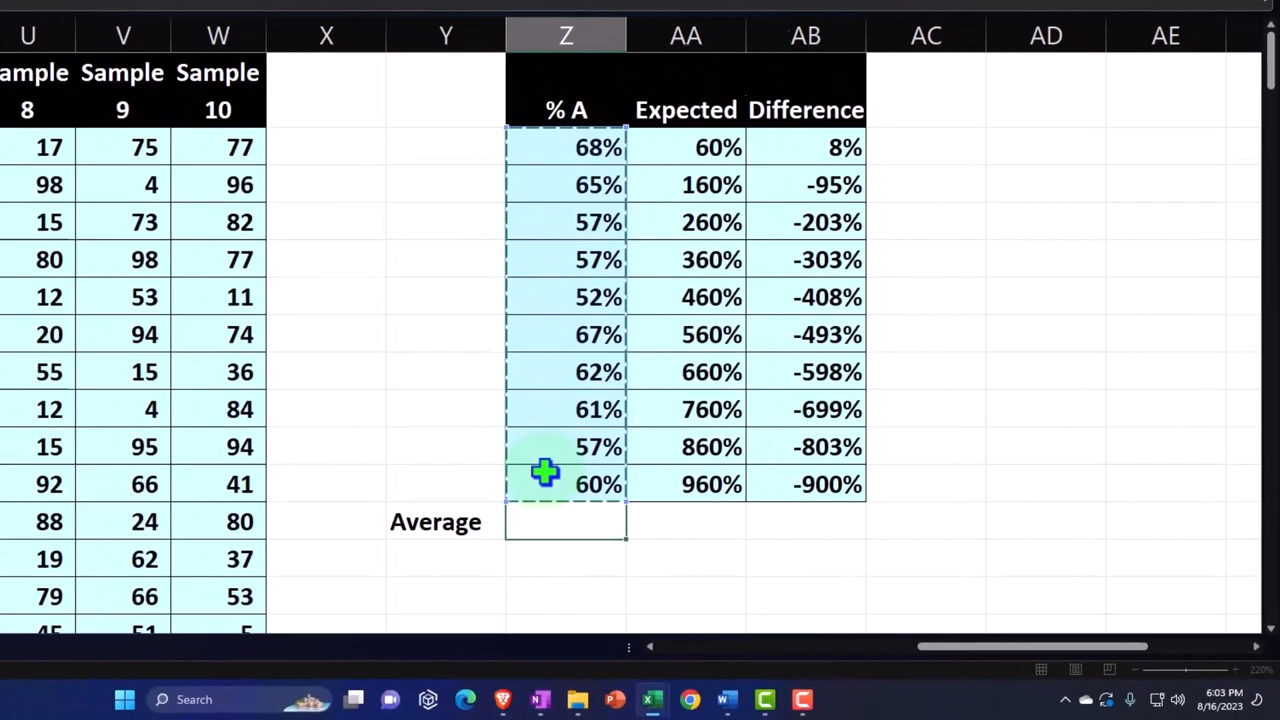 U V W X Y Z AA AB AC AD AE
ample Sample Sample
8 9 10 % A Expected Difference
17 75 77 68% 60% 8%
98 4 96 65% 160% -95%
15 73 82 57% 260% -203%
80 98 77 57% 360% -303%
12 53 11 52% 460% -408%
20 94 74 67% 560% -493%
55 15 36 62% 660% -598%
12 4 84 61% 760% -699%
15 95 94 57% 860% -803%
92 66 41 60% 960% -900%
88 24 80 Average
19 62 37
79 66 53
45 51 5
220%
Search
6:03 PM
8/16/2023